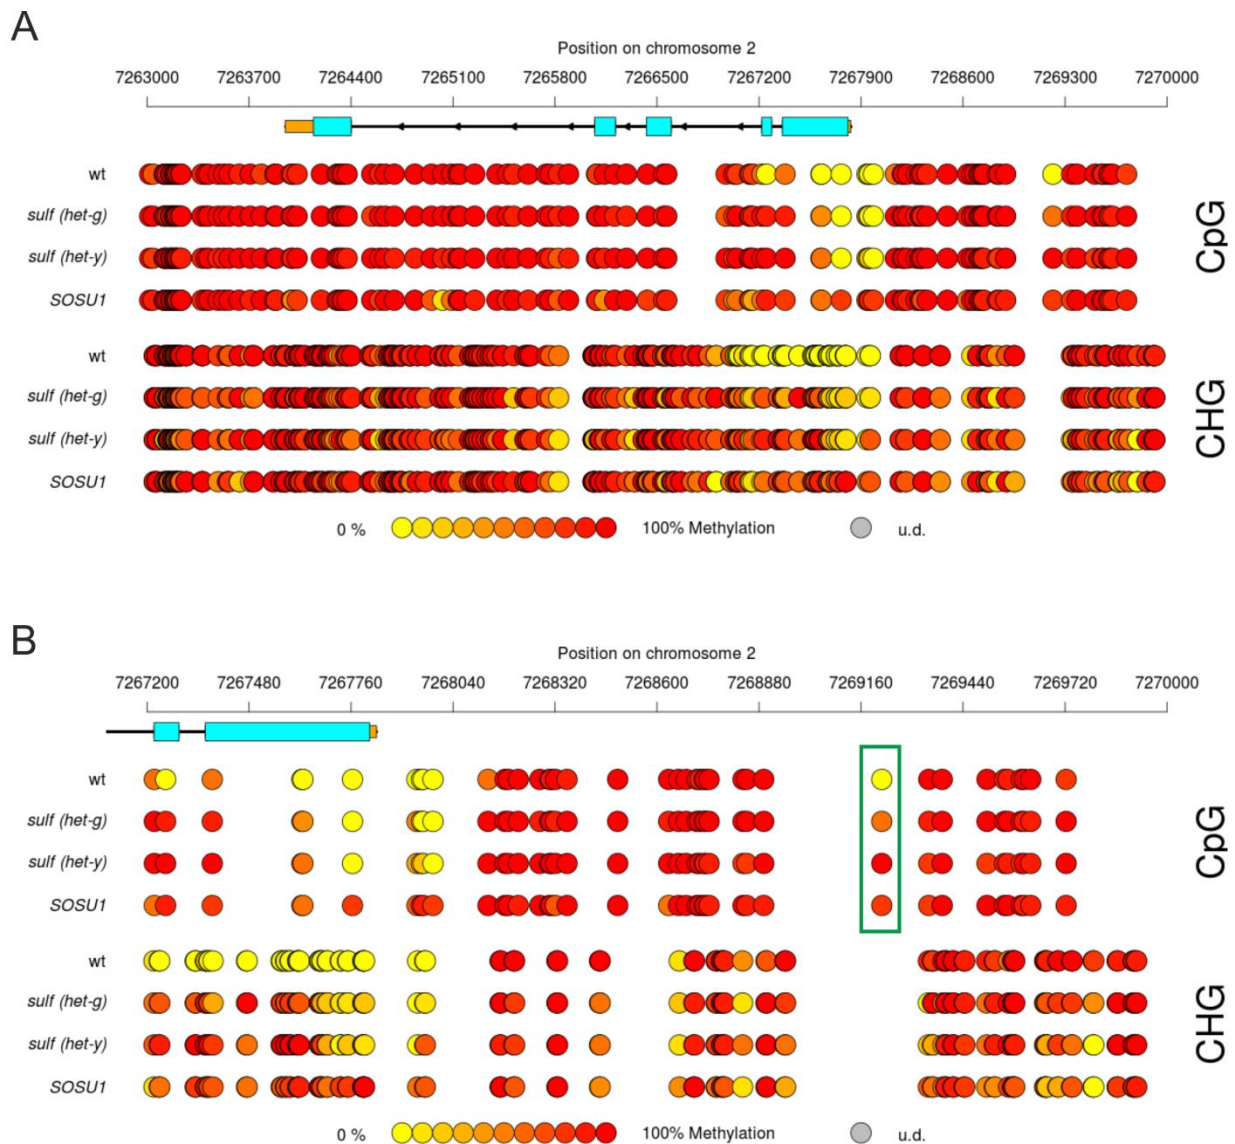 A
Position on chromosome 2
7263000 7263700 7264400 7265100 7265800 7266500 7267200 7267900 7268600 7269300 7270000
wt
sulf (het-g)
sulf (het-y)
SOSU1
CpG
wt
sulf (het-g)
sulf (het-y)
SOSU1
CHG
0 % 100% Methylation u.d.
B
Position on chromosome 2
7267200 7267480 7267760 7268040 7268320 7268600 7268880 7269160 7269440 7269720 7270000
wt
sulf (het-g)
sulf (het-y)
SOSU1
CpG
wt
sulf (het-g)
sulf (het-y)
SOSU1
CHG
0 % 100% Methylation u.d.